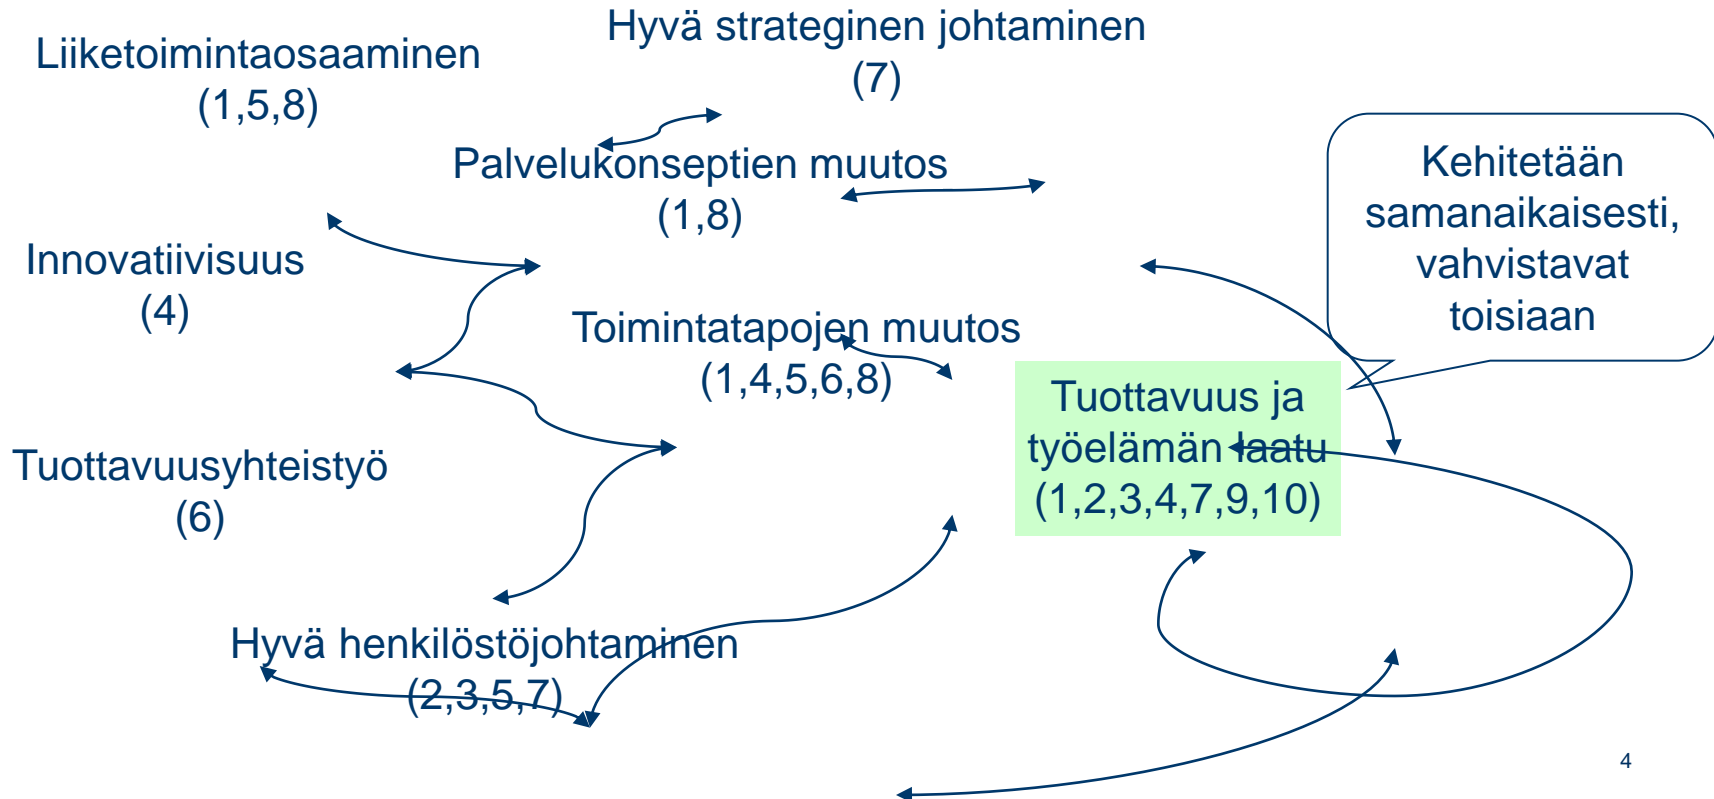 Hyvä strateginen johtaminen
(7)
Liiketoimintaosaaminen
(1,5,8)
Palvelukonseptien muutos
(1,8)
Kehitetään
samanaikaisesti,
vahvistavat
toisiaan
Innovatiivisuus
(4)
Toimintatapojen muutos
(1,4,5,6,8)
Tuottavuus ja
työelämän laatu
(1,2,3,4,7,9,10)
Tuottavuusyhteistyö
(6)
Hyvä henkilöstöjohtaminen
(2,3,5,7)
4